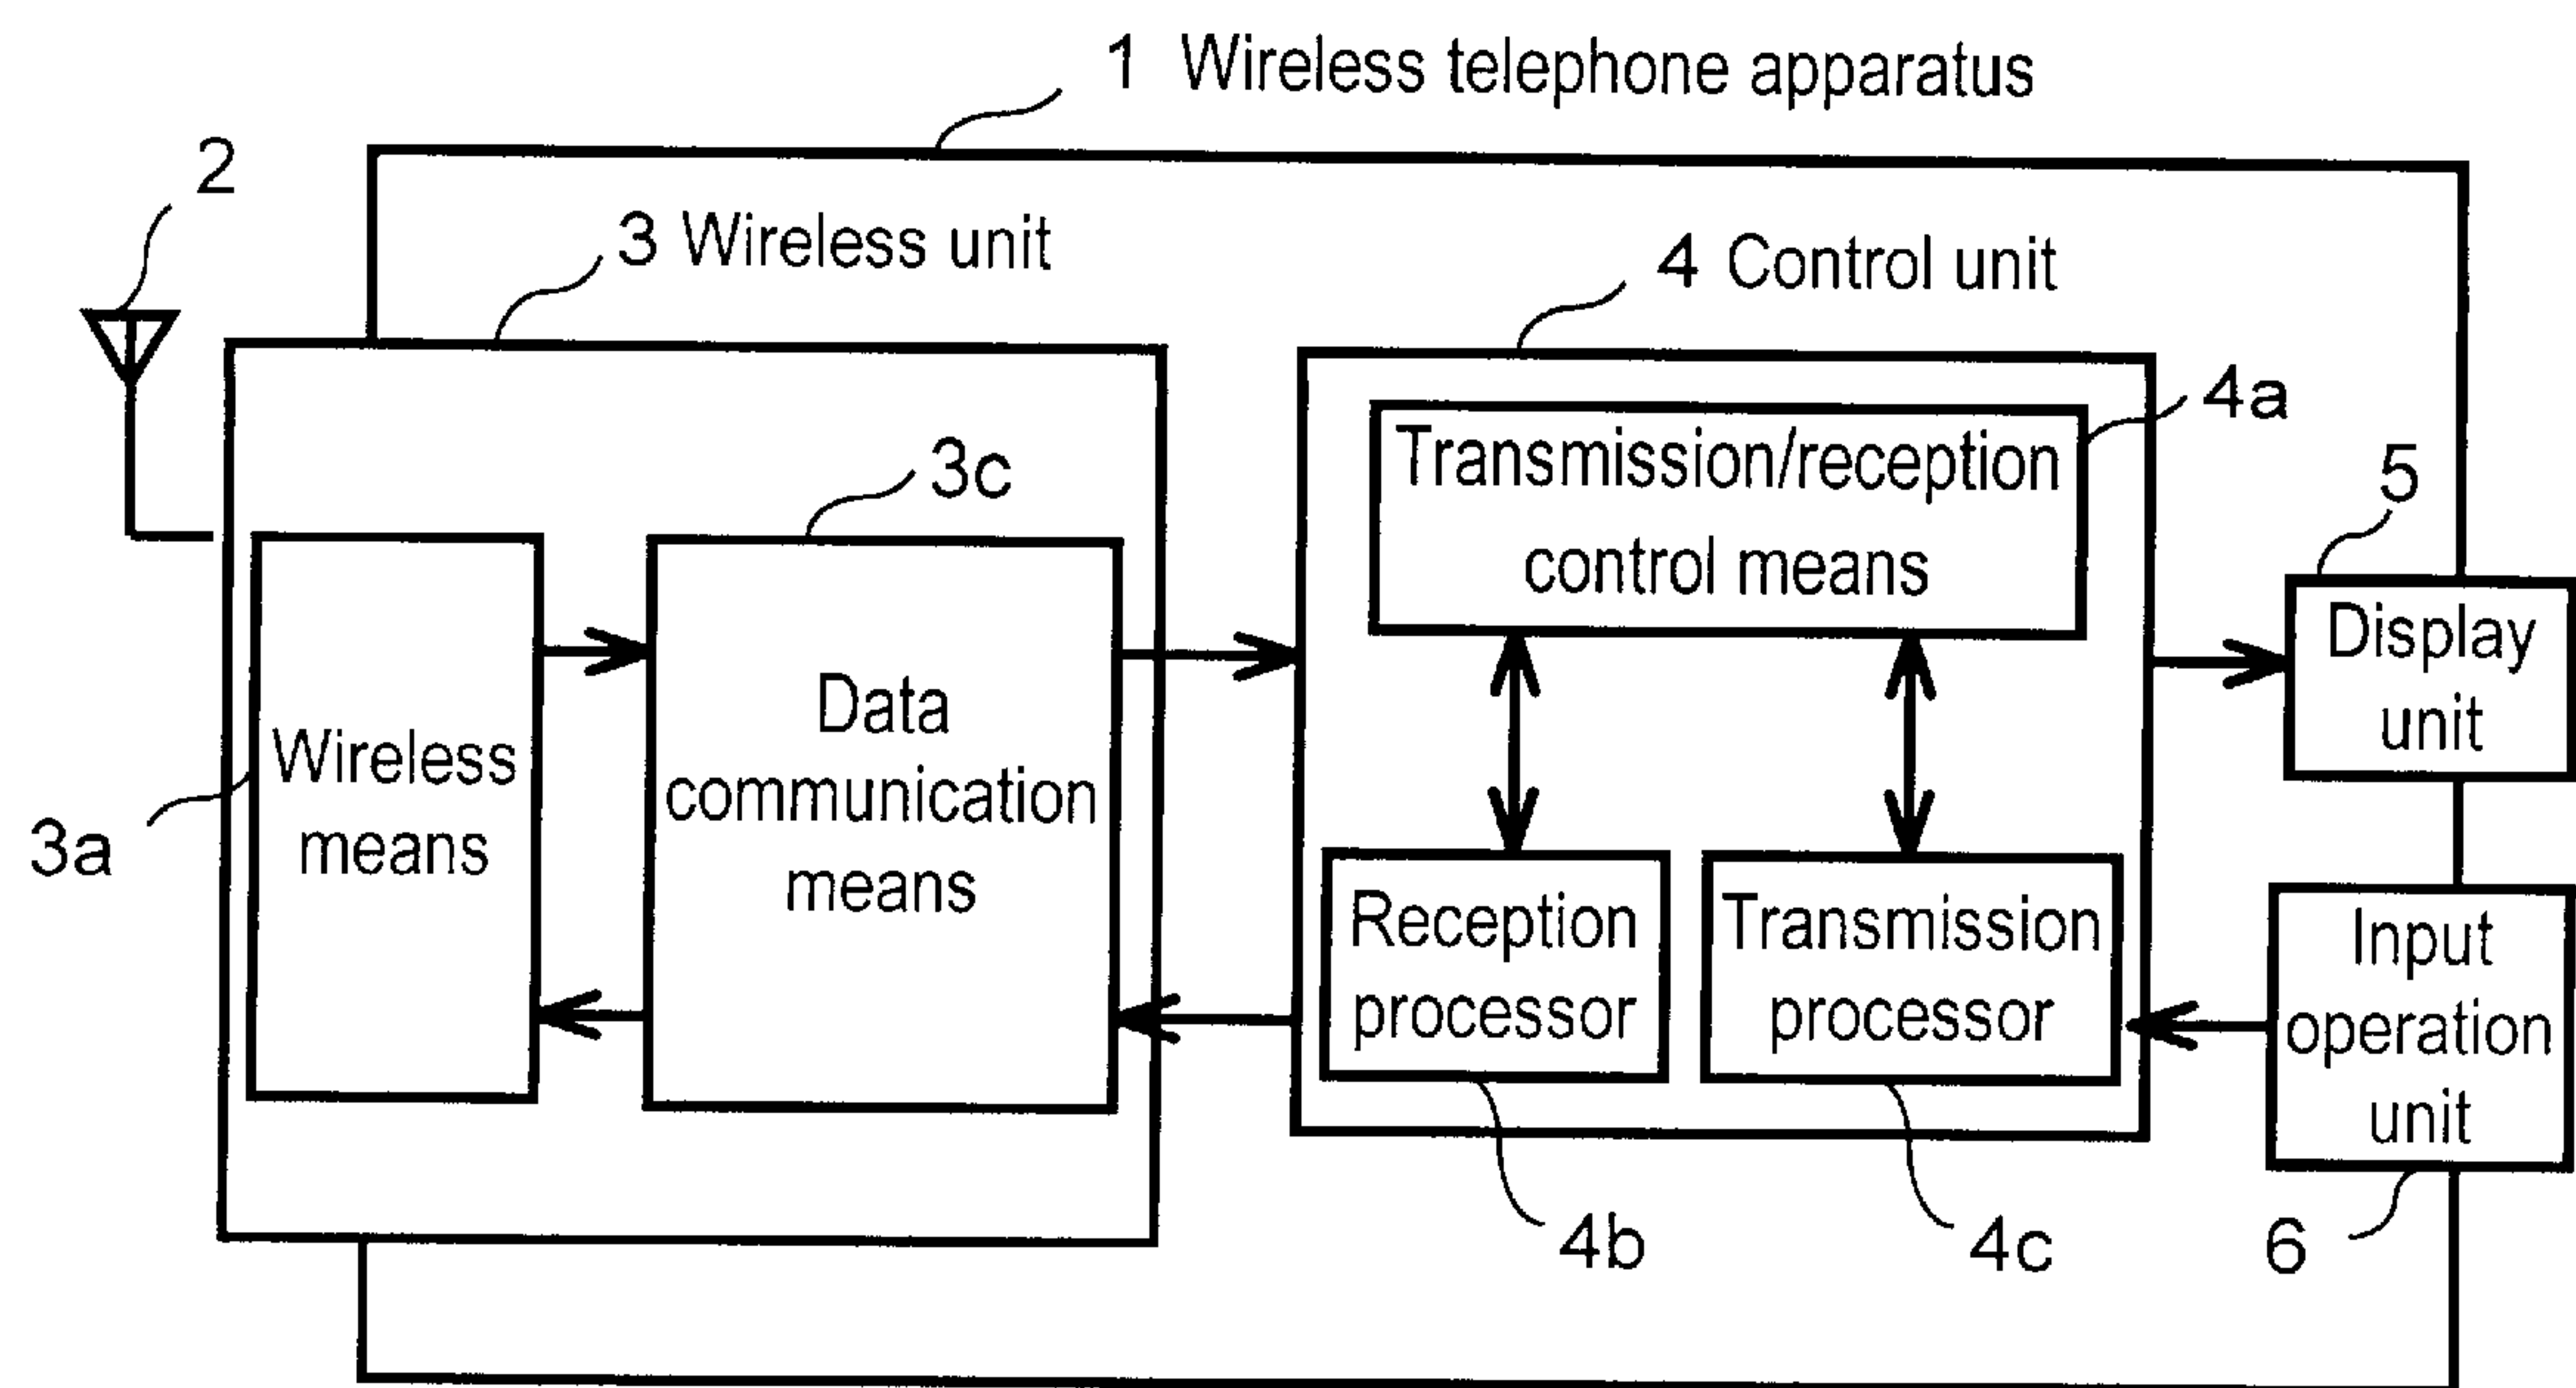 1 Wireless telephone apparatus
2
3 Wireless unit
4 Control unit
4a
Transmission/reception
control means
3c
5
Display
unit
Wireless
means
3a
Data
communication
means
Reception
processor
Transmission
processor
Input
operation
unit
4b
4c
6